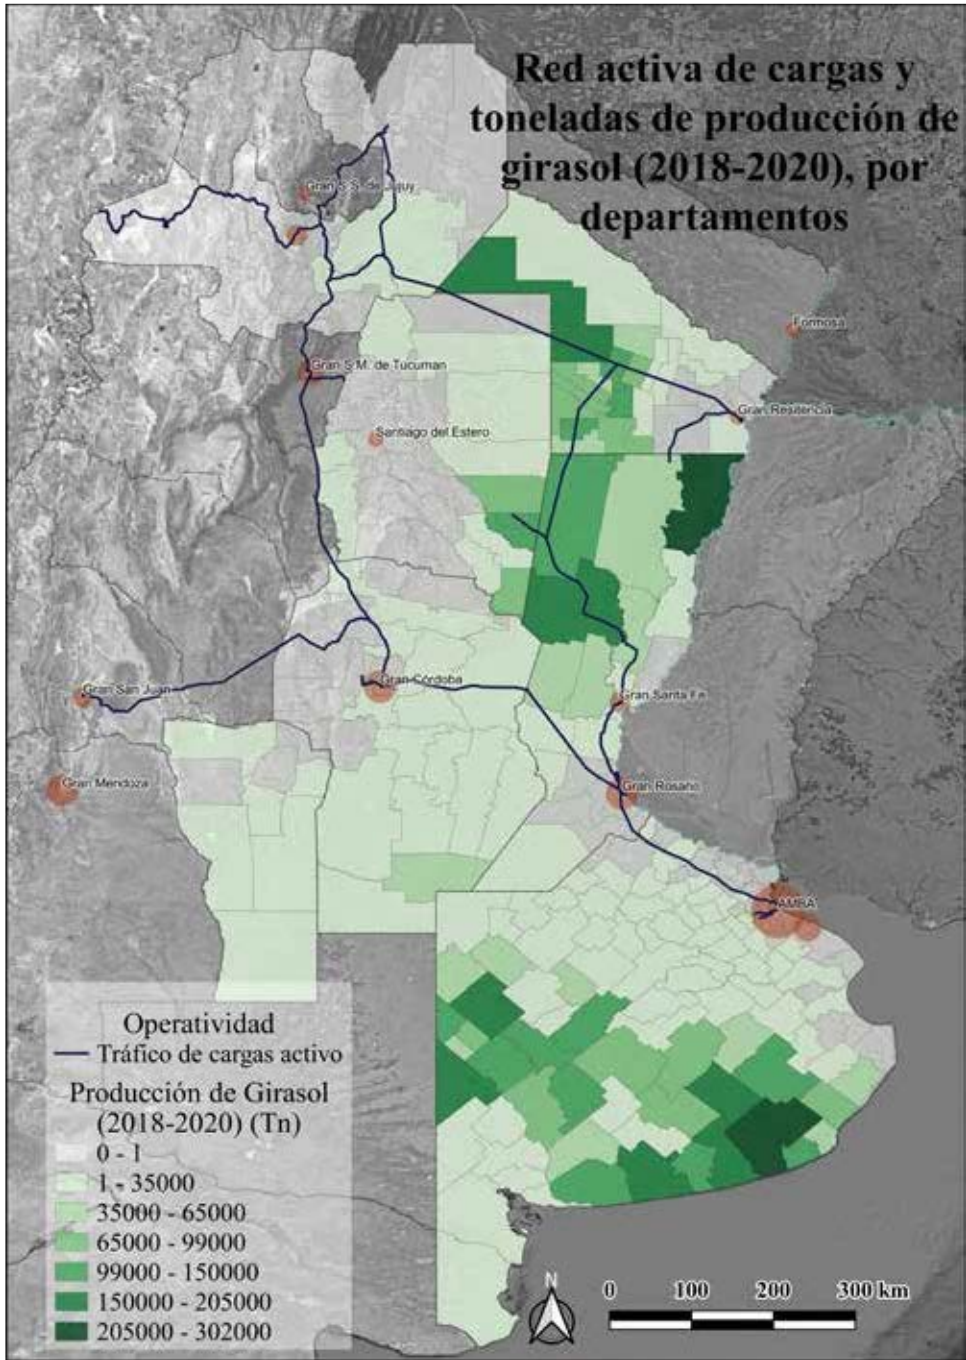 Red activa de cargas y
toneladas de producción de
girasol (2018-2020), por
departamentos
Gran S.S. de Jujuy
Formosa
Gran S.M. de Tucuman
Gran Resitencia
Santiago del Estero
Gran Córdoba
Gran San Juan
Gran Santa Fe
Gran Mendoza
Gran Rosario
AMBA
Operatividad
Tráfico de cargas activo
Producción de Girasol
(2018-2020) (Tn)
0 - 1
1 - 35000
35000 - 65000
65000 - 99000
99000 - 150000
150000 - 205000
205000 - 302000
N
0 100 200 300 km